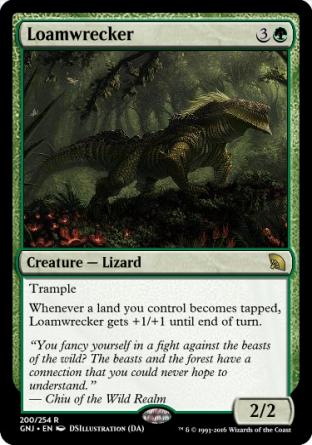 Loamwrecker 3
Creature — Lizard
Trample
Whenever a land you control becomes tapped,
Loamwrecker gets +1/+1 until end of turn.
“You fancy yourself in a fight against the beasts
of the wild? The beasts and the forest have a
connection that you could never hope to
understand.”
— Chiu of the Wild Realm
2/2
200/254 R
GNJ • EN DSIllustration (DA)
™ & © 1993-2016 Wizards of the Coast